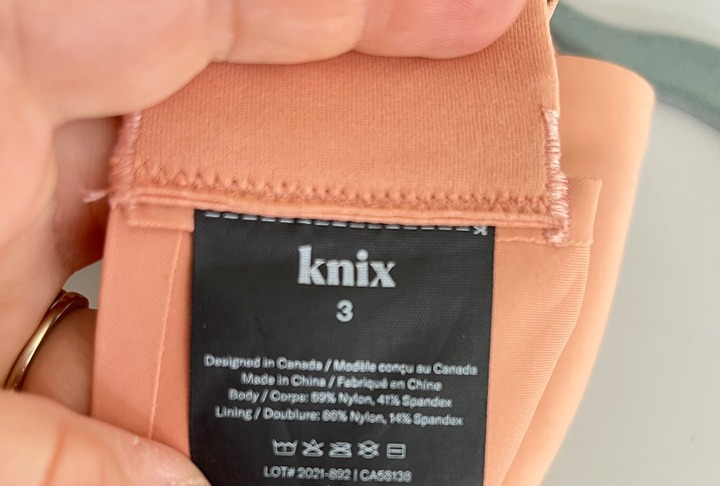 knix
3
Designed in Canada / Modèle conçu au Canada
Made in China / Fabriqué en Chine
Body / Corps: 59% Nylon, 41% Spandex
Lining / Doublure: 86% Nylon, 14% Spandex
LOT# 2021-892 | CA56138